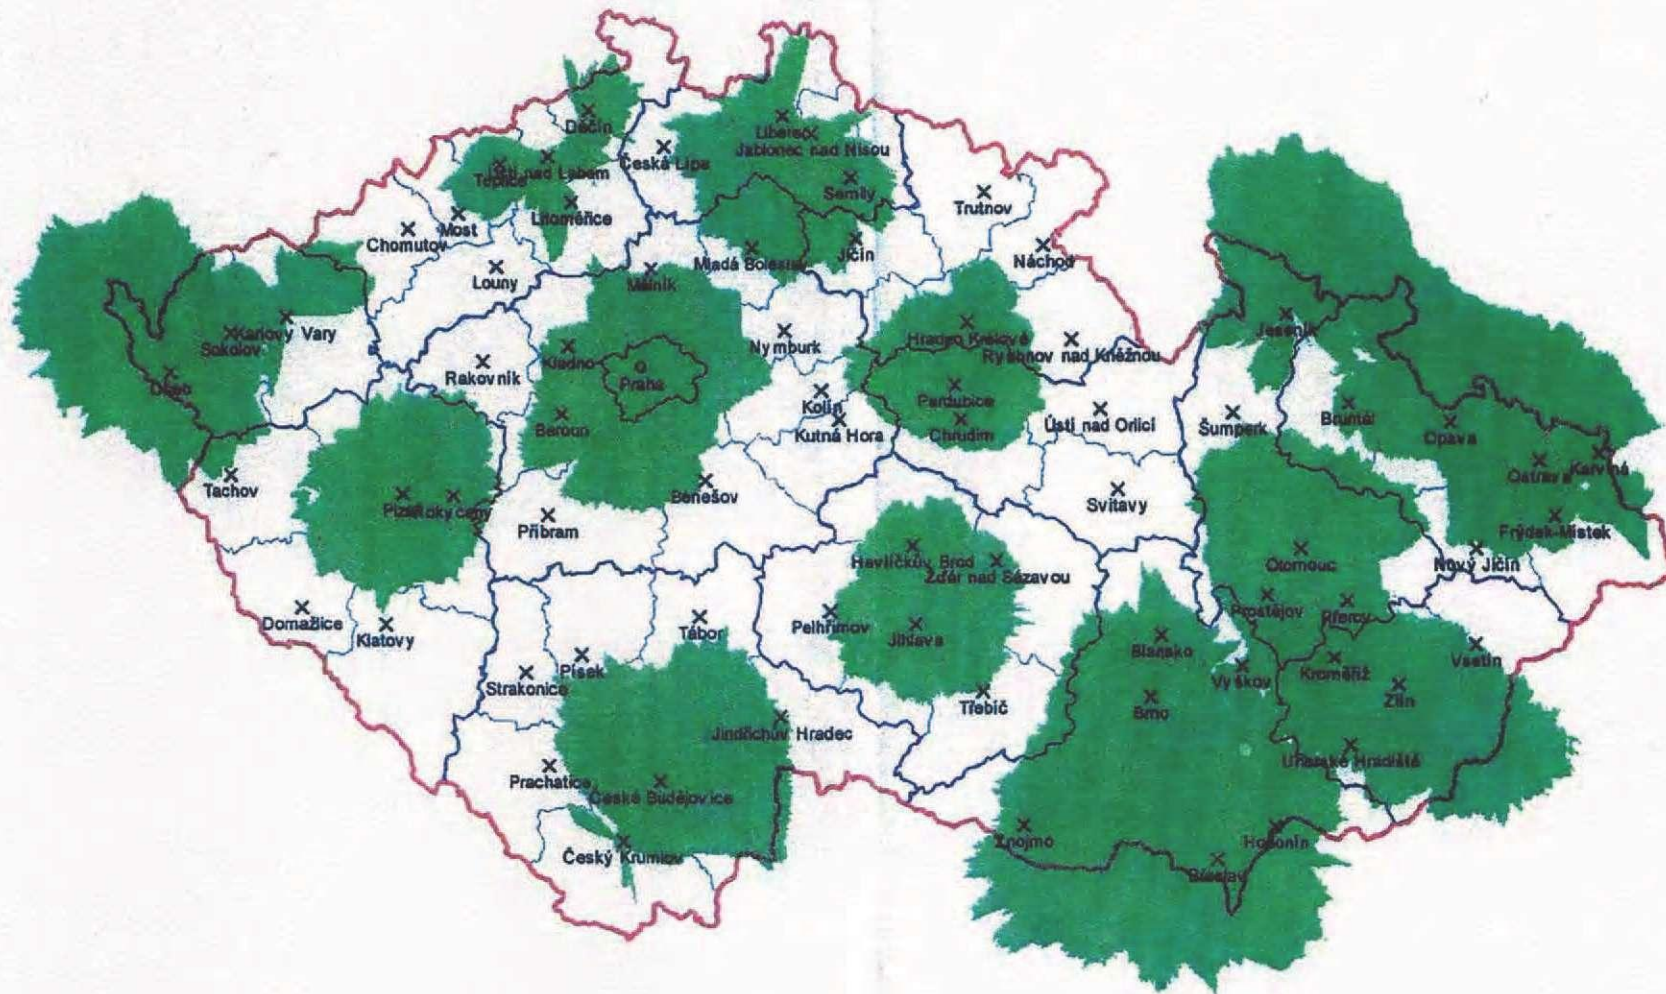 Děčín
Liberec
Jablonec nad Nisou
Česká Lípa
Ústí nad Labem
Teplice
Semily
Trutnov
Litoměřice
Most
Chomutov
Jičín
Náchod
Mladá Boleslav
Louny
Mělník
Karlovy Vary
Sokolov
Nymburk
Hradec Králové
Rychnov nad Kněžnou
Jeseník
Kladno
Rakovník
Praha
Cheb
Kolín
Pardubice
Kutná Hora
Beroun
Chrudim
Ústí nad Orlicí
Šumperk
Bruntál
Opava
Karviná
Ostrava
Tachov
Benešov
Svitavy
Plzeň
Rokycany
Příbram
Frýdek-Místek
Havlíčkův Brod
Žďár nad Sázavou
Olomouc
Nový Jičín
Prostějov
Přerov
Domažlice
Klatovy
Tábor
Pelhřimov
Jihlava
Blansko
Vsetín
Písek
Strakonice
Vyškov
Kroměříž
Zlín
Třebíč
Brno
Jindřichův Hradec
Uherské Hradiště
Prachatice
České Budějovice
Znojmo
Hodonín
Český Krumlov
Břeclav